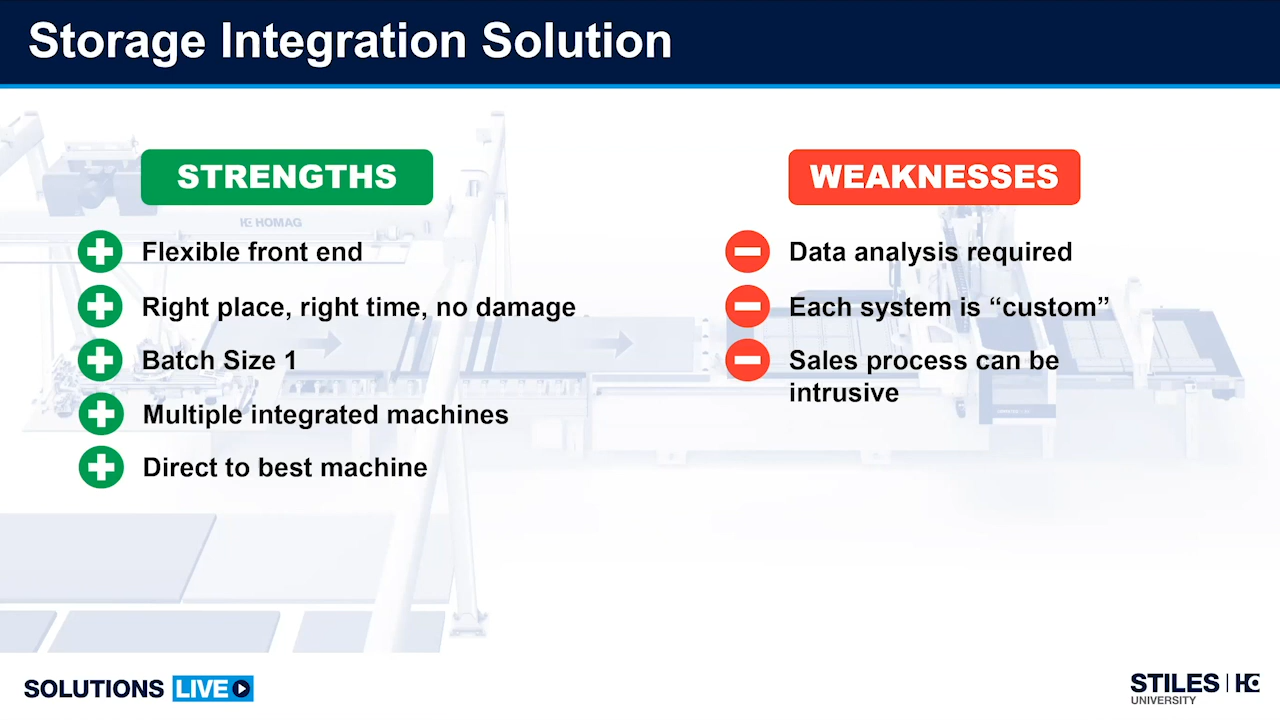 Storage Integration Solution
STRENGTHS
HOMAG
Flexible front end
Right place, right time, no damage
Batch Size 1
Multiple integrated machines
Direct to best machine
WEAKNESSES
Data analysis required
Each system is “custom”
Sales process can be
intrusive
SOLUTIONS LIVE
STILES
UNIVERSITY